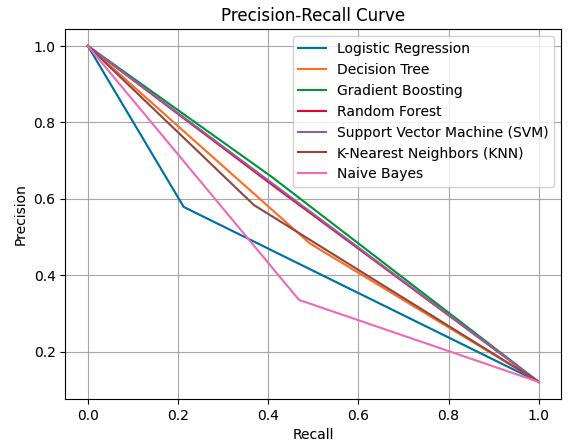 Precision-Recall Curve
1.0
0.8
0.6
0.4
0.2
Precision
Logistic Regression
Decision Tree
Gradient Boosting
Random Forest
Support Vector Machine (SVM)
K-Nearest Neighbors (KNN)
Naive Bayes
0.0 0.2 0.4 0.6 0.8 1.0
Recall